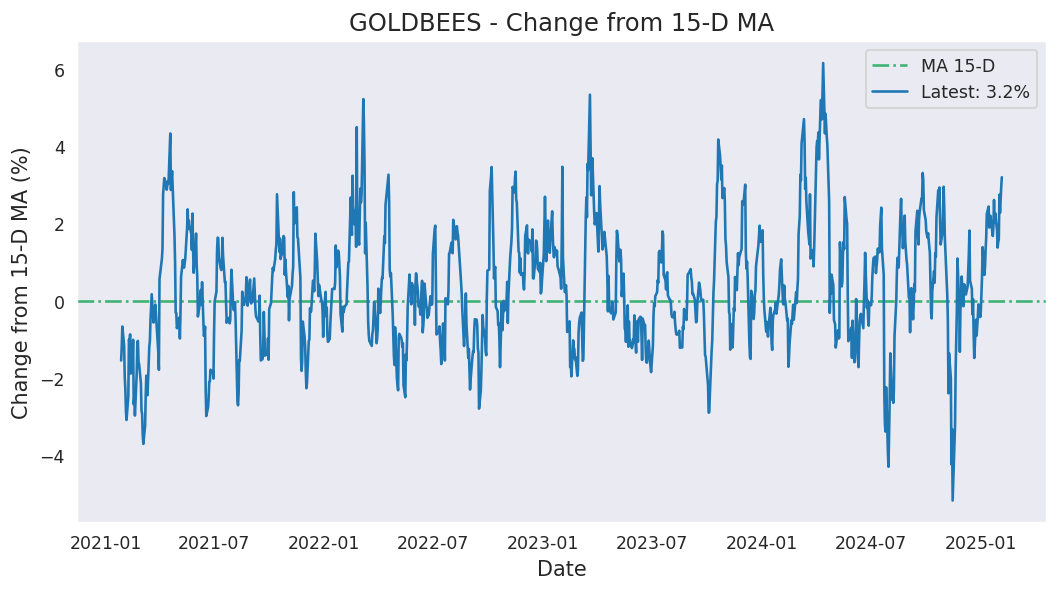 GOLDBEES - Change from 15-D MA
MA 15-D
Latest: 3.2%
Change from 15-D MA (%)
6
4
2
0
−2
−4
2021-01 2021-07 2022-01 2022-07 2023-01 2023-07 2024-01 2024-07 2025-01
Date